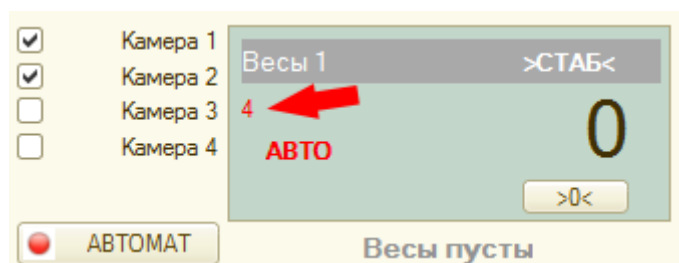 Камера 1
Камера 2
Камера 3
Камера 4
Весы 1 >СТАБ<
4
0
АВТО
>0<
АВТОМАТ
Весы пусты